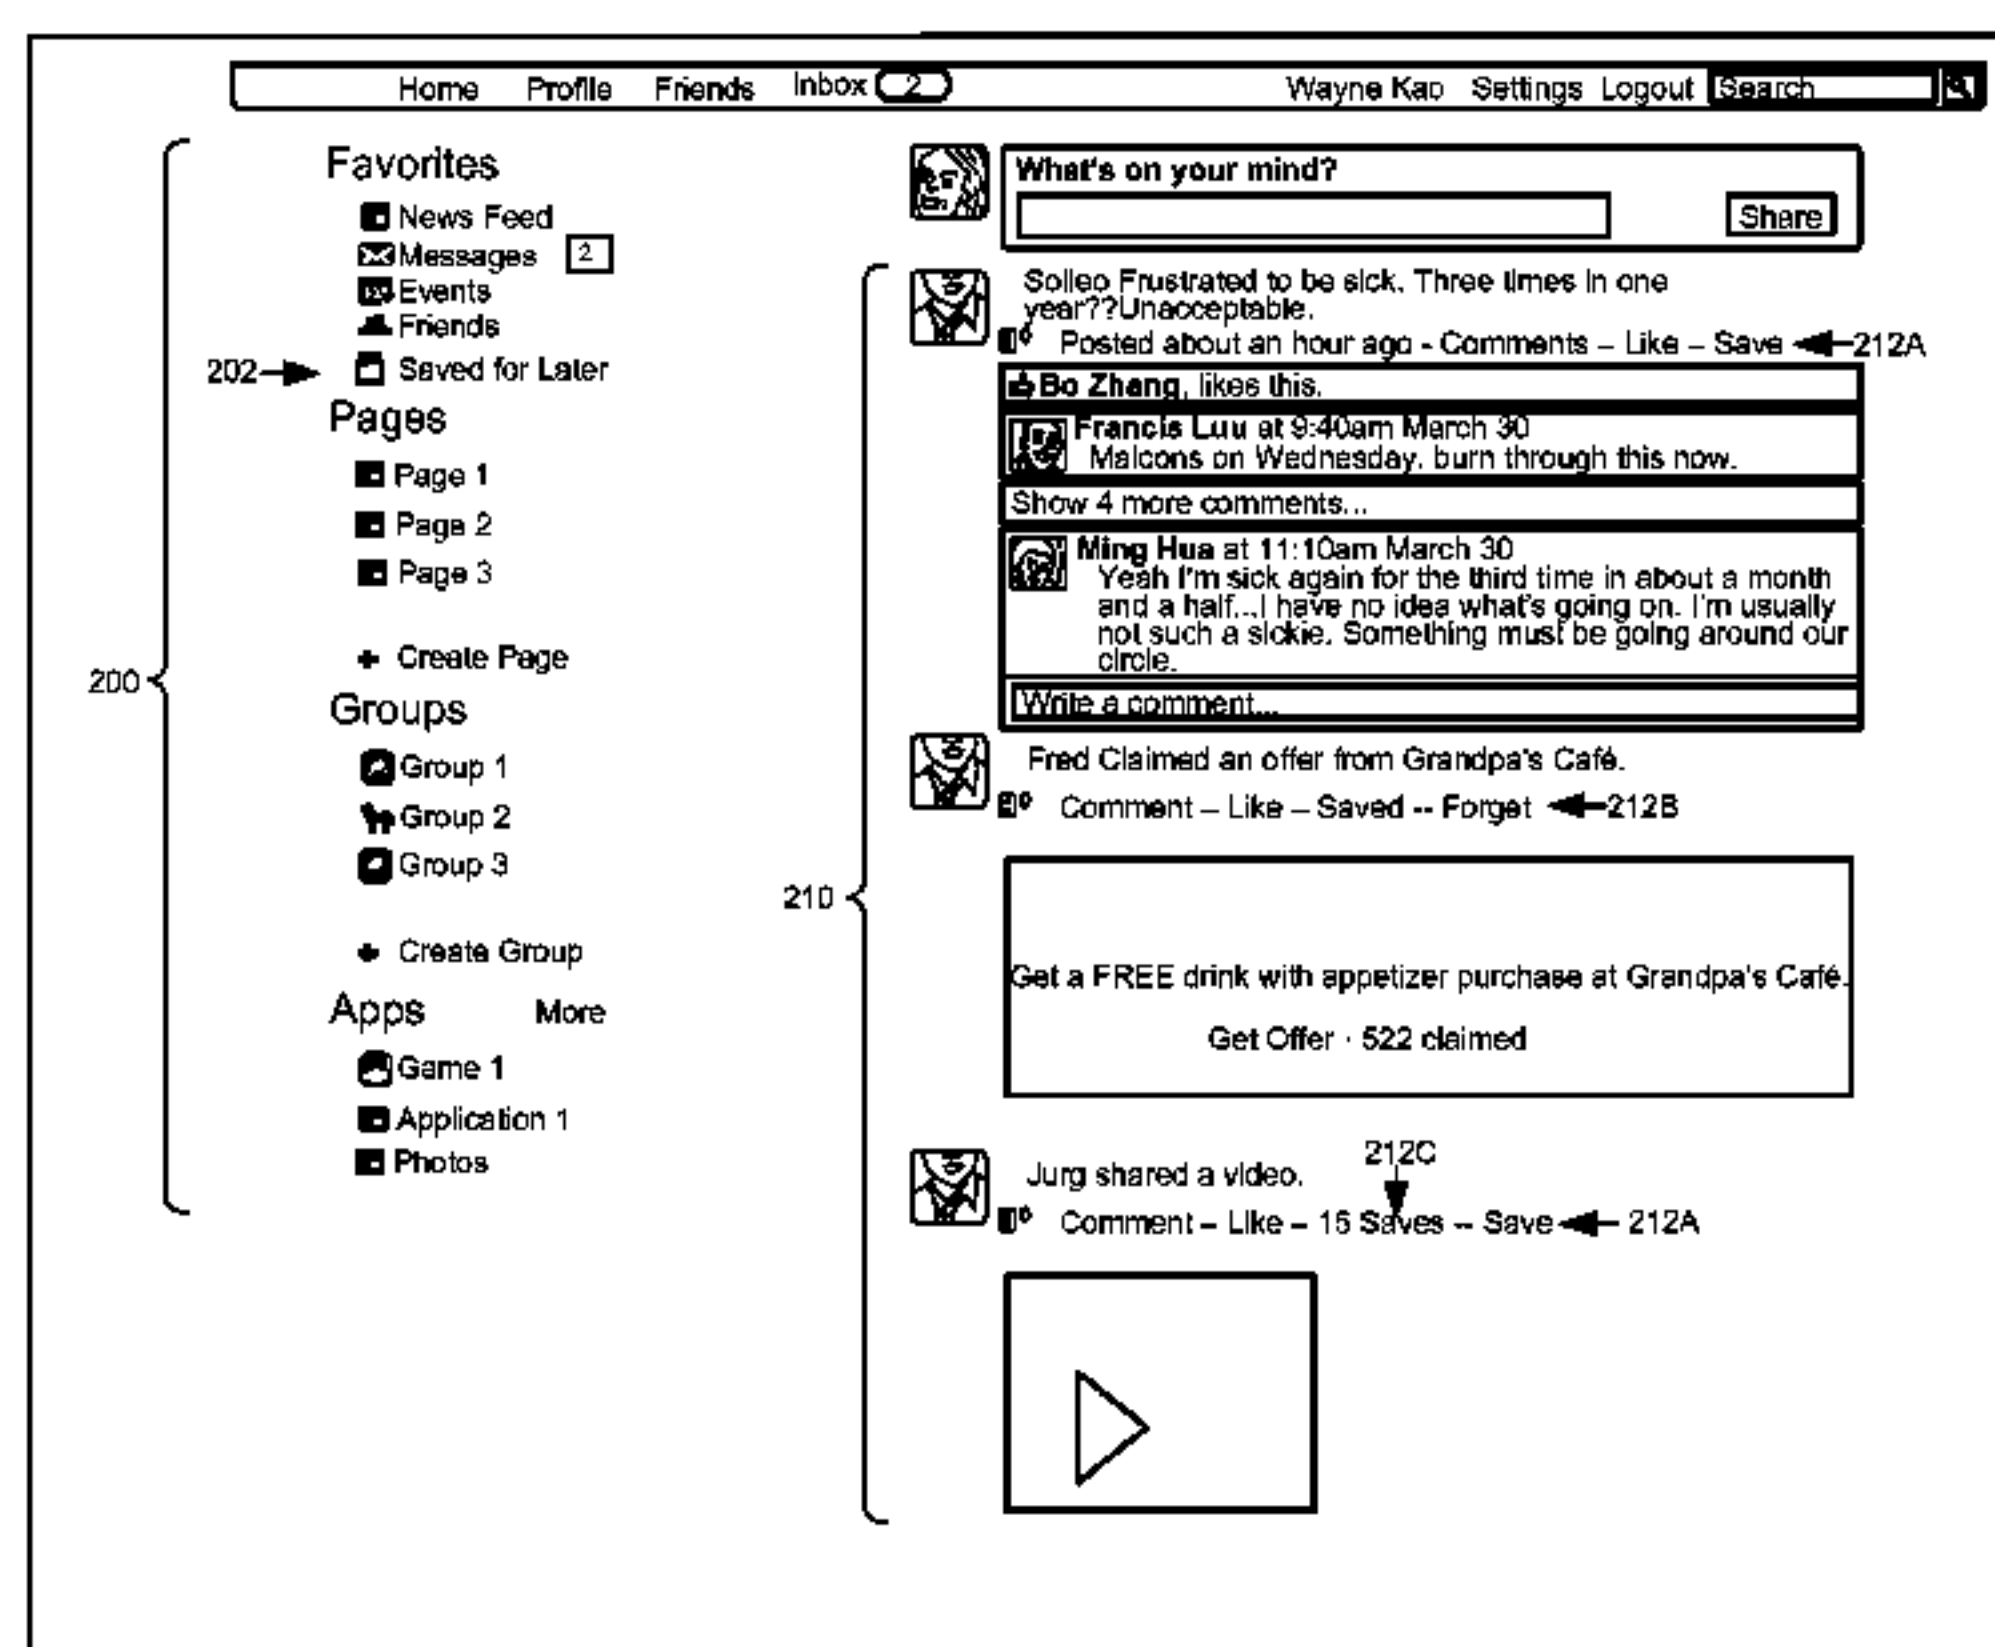 Home Profile Friends Inbox 2 Wayne Kao Settings Logout Search
Favorites
News Feed
Messages 2
Events
Friends
202 Saved for Later
Pages
Page 1
Page 2
Page 3
+ Create Page
200
Groups
Group 1
Group 2
Group 3
+ Create Group
Apps More
Game 1
Application 1
Photos
What's on your mind?
Share
210
Solleo Frustrated to be sick. Three times in one
year??Unacceptable.
Posted about an hour ago - Comments – Like – Save 212A
Bo Zhang, likes this.
Francis Luu at 9:40am March 30
Malcons on Wednesday. burn through this now.
Show 4 more comments...
Ming Hua at 11:10am March 30
Yeah I'm sick again for the third time in about a month
and a half...I have no idea what's going on. I'm usually
not such a sickie. Something must be going around our
circle.
Write a comment...
Fred Claimed an offer from Grandpa's Café.
Comment – Like – Saved -- Forget 212B
Get a FREE drink with appetizer purchase at Grandpa's Café.
Get Offer · 522 claimed
212C
Jurg shared a video.
Comment – Like – 15 Saves -- Save 212A